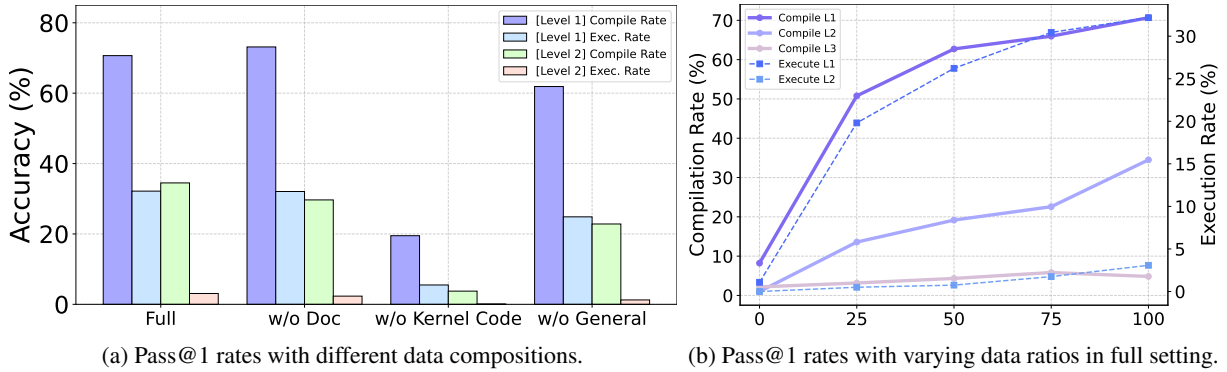 80
60
40
20
0
Accuracy (%)
[Level 1] Compile Rate
[Level 1] Exec. Rate
[Level 2] Compile Rate
[Level 2] Exec. Rate
Full
w/o Doc
w/o Kernel Code
w/o General
(a) Pass@1 rates with different data compositions.
70
60
50
40
30
20
10
0
Compilation Rate (%)
Compile L1
Compile L2
Compile L3
Execute L1
Execute L2
30
25
20
15
10
5
0
Execution Rate (%)
0
25
50
75
100
(b) Pass@1 rates with varying data ratios in full setting.